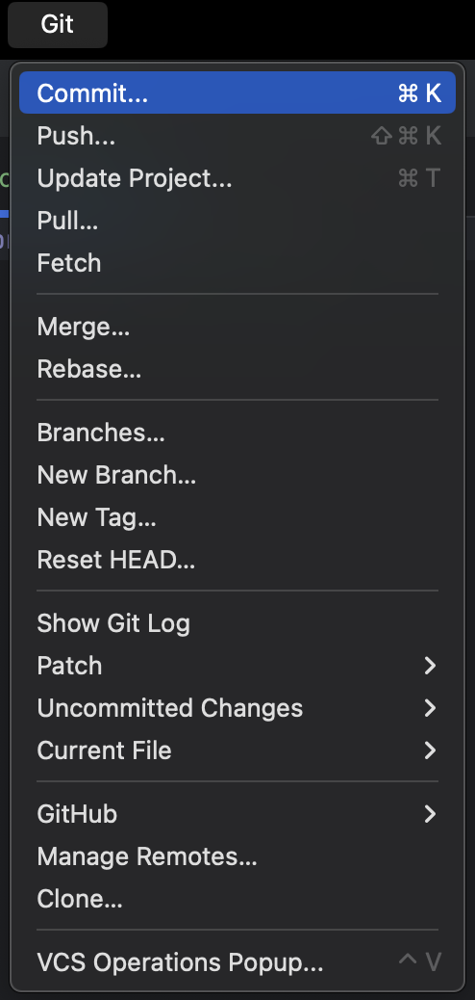 Git
Commit... ⌘ K
Push... ⇧ ⌘ K
Update Project... ⌘ T
Pull...
Fetch
Merge...
Rebase...
Branches...
New Branch...
New Tag...
Reset HEAD...
Show Git Log
Patch
Uncommitted Changes
Current File
GitHub
Manage Remotes...
Clone...
VCS Operations Popup... ^ V